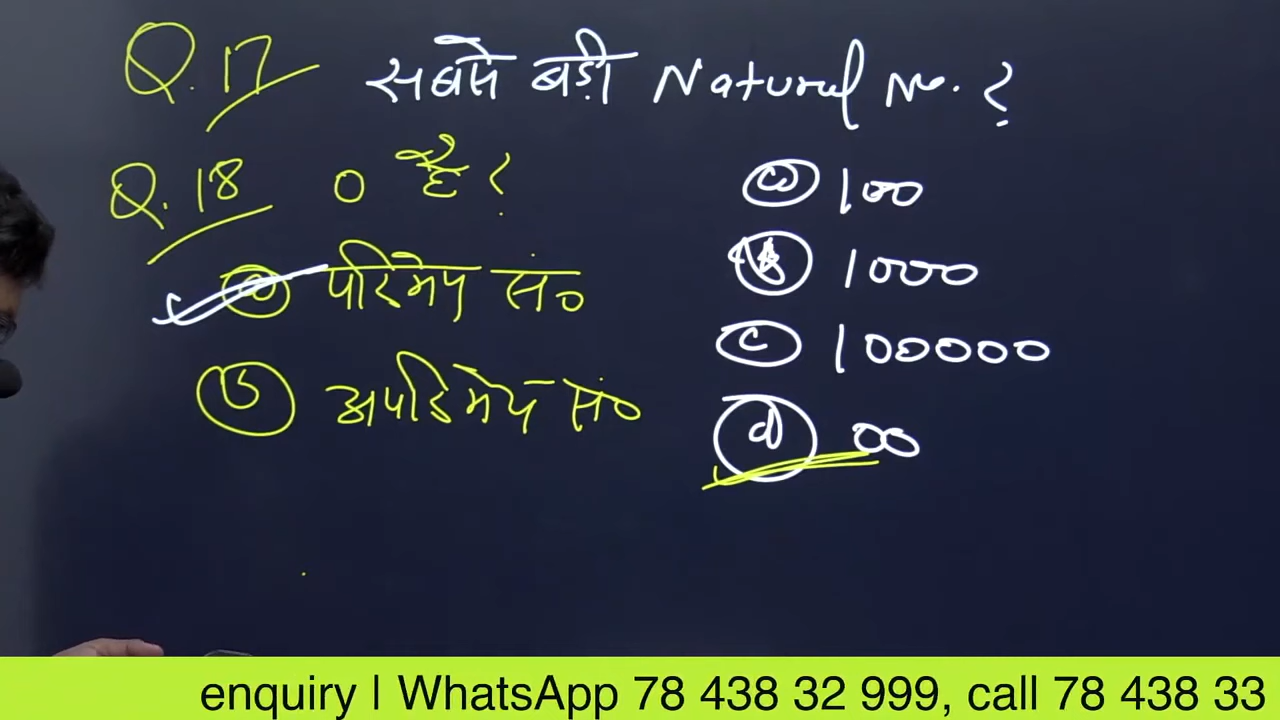 Q.17 सबसे बड़ी Natural No. ?
Q.18 0 है ?
(a) परिमेय सं०
(b) अपरिमेय सं०
(a) 100
(b) 1000
(c) 100000
(d) ∞
enquiry | WhatsApp 78 438 32 999, call 78 438 33